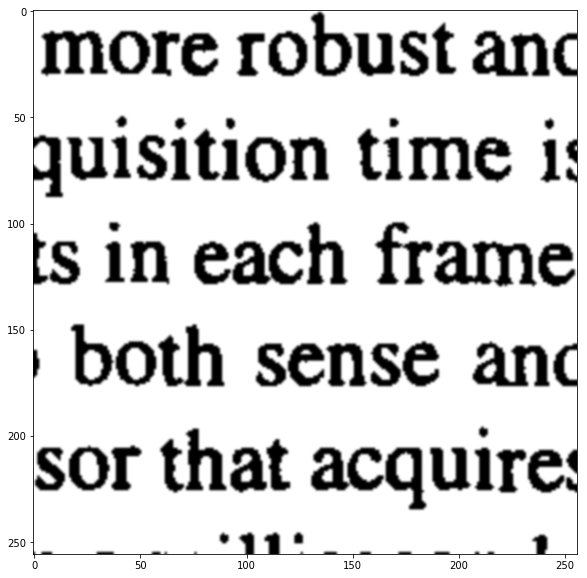 more robust and
quisition time is
ts in each frame
both sense and
sor that acquires